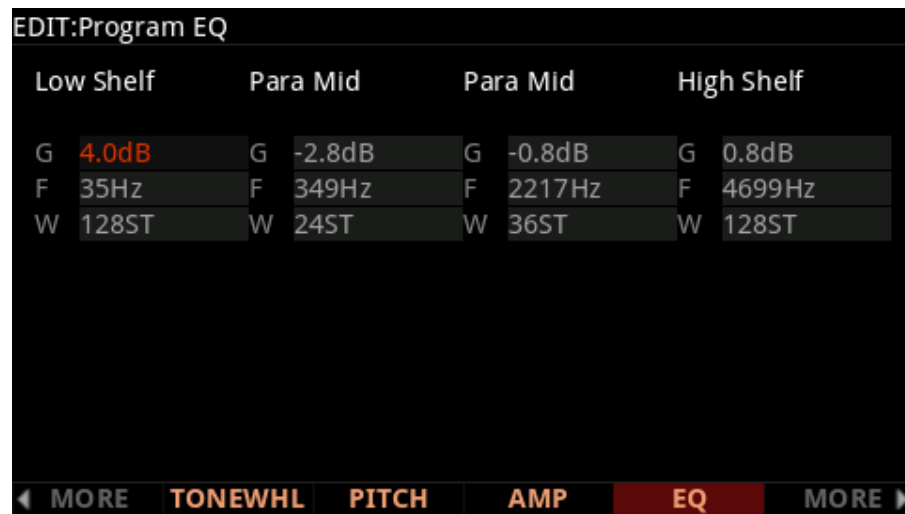 EDIT:Program EQ
Low Shelf Para Mid Para Mid High Shelf
G 4.0dB G -2.8dB G -0.8dB G 0.8dB
F 35Hz F 349Hz F 2217Hz F 4699Hz
W 128ST W 24ST W 36ST W 128ST
MORE TONEWHL PITCH AMP EQ MORE